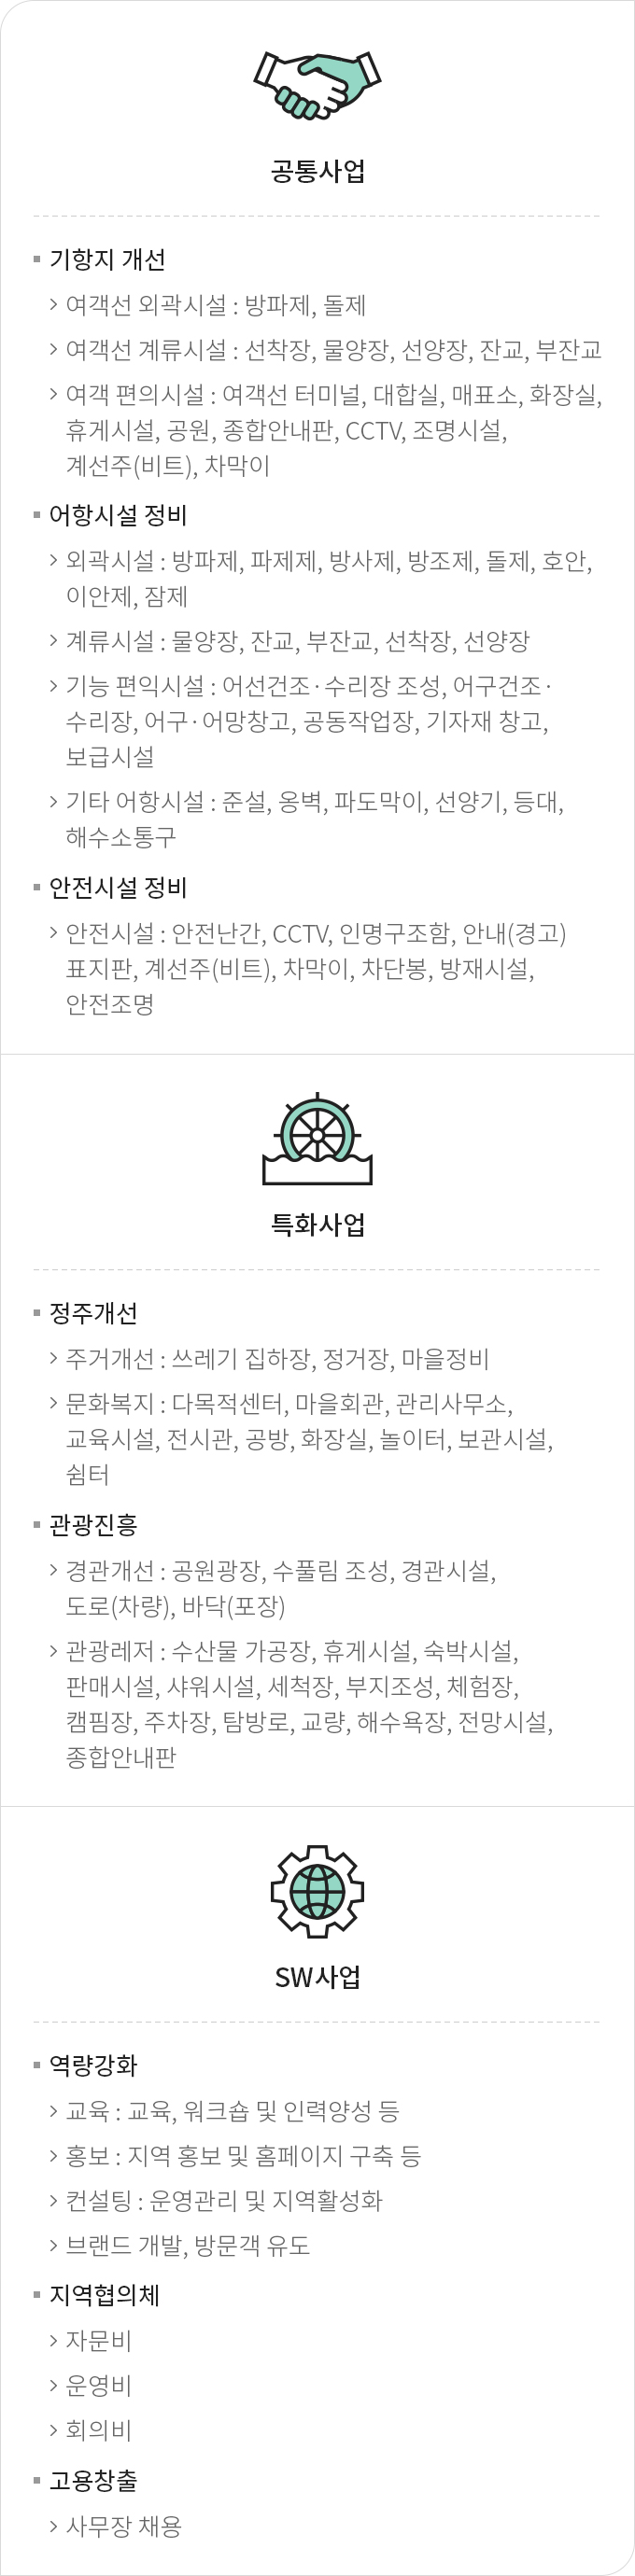 공통사업
기항지 개선
여객선 외곽시설 : 방파제, 돌제
여객선 계류시설 : 선착장, 물양장, 선양장, 잔교, 부잔교
여객 편의시설 : 여객선 터미널, 대합실, 매표소, 화장실,
휴게시설, 공원, 종합안내판, CCTV, 조명시설,
계선주(비트), 차막이
어항시설 정비
외곽시설 : 방파제, 파제제, 방사제, 방조제, 돌제, 호안,
이안제, 잠제
계류시설 : 물양장, 잔교, 부잔교, 선착장, 선양장
기능 편익시설 : 어선건조·수리장 조성, 어구건조·
수리장, 어구·어망창고, 공동작업장, 기자재 창고,
보급시설
기타 어항시설 : 준설, 옹벽, 파도막이, 선양기, 등대,
해수소통구
안전시설 정비
안전시설 : 안전난간, CCTV, 인명구조함, 안내(경고)
표지판, 계선주(비트), 차막이, 차단봉, 방재시설,
안전조명
특화사업
정주개선
주거개선 : 쓰레기 집하장, 정거장, 마을정비
문화복지 : 다목적센터, 마을회관, 관리사무소,
교육시설, 전시관, 공방, 화장실, 놀이터, 보관시설,
쉼터
관광진흥
경관개선 : 공원광장, 수풀림 조성, 경관시설,
도로(차량), 바닥(포장)
관광레저 : 수산물 가공장, 휴게시설, 숙박시설,
판매시설, 샤워시설, 세척장, 부지조성, 체험장,
캠핌장, 주차장, 탐방로, 교량, 해수욕장, 전망시설,
종합안내판
SW사업
역량강화
교육 : 교육, 워크숍 및 인력양성 등
홍보 : 지역 홍보 및 홈페이지 구축 등
컨설팅 : 운영관리 및 지역활성화
브랜드 개발, 방문객 유도
지역협의체
자문비
운영비
회의비
고용창출
사무장 채용